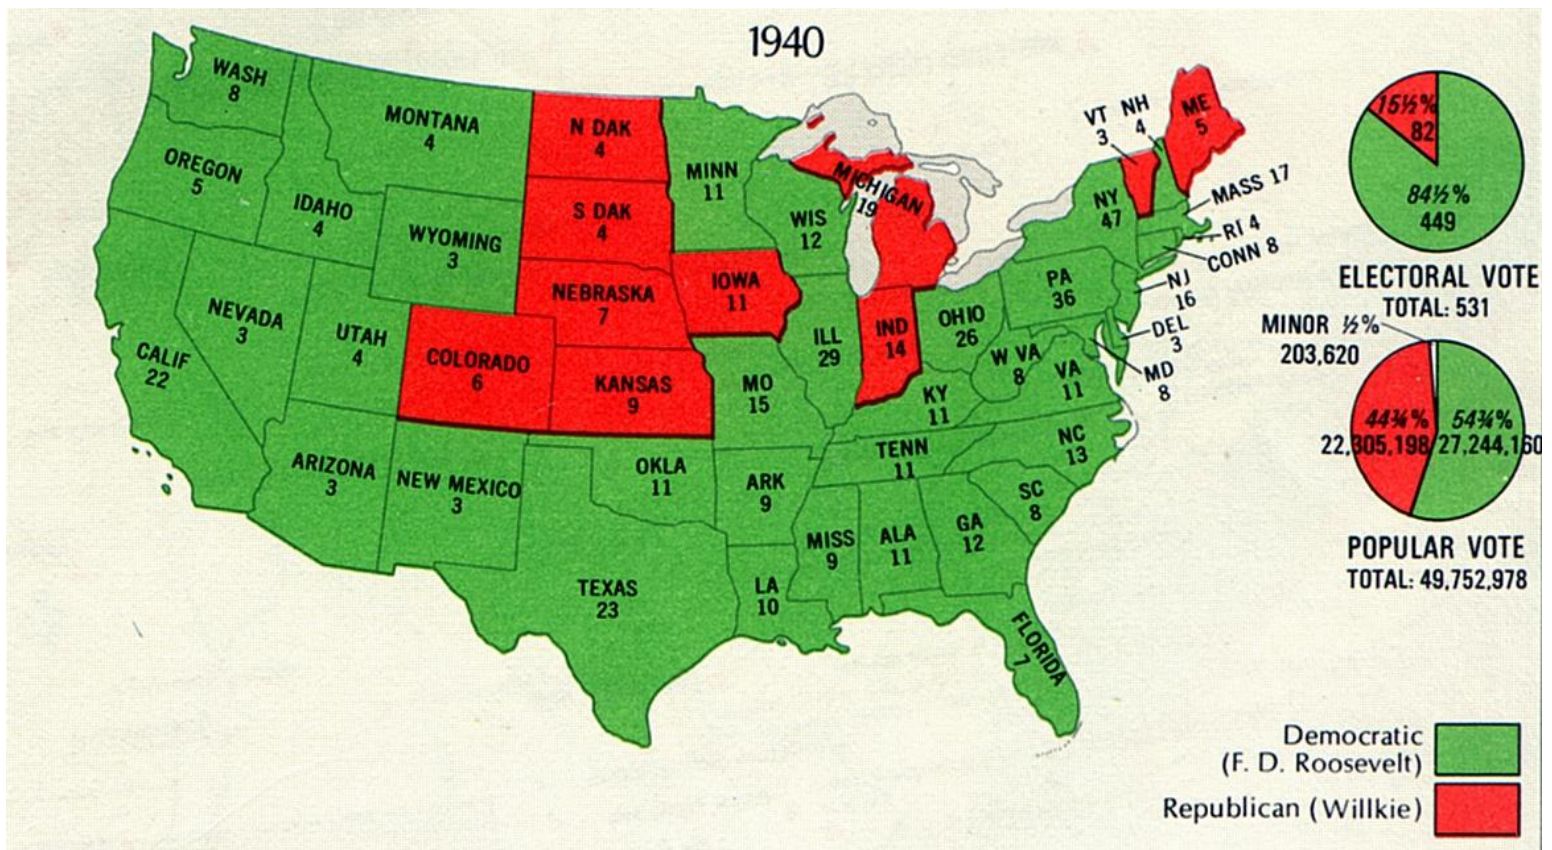 1940
WASH
8
OREGON
5
CALIF
22
IDAHO
4
NEVADA
3
MONTANA
4
WYOMING
3
UTAH
4
ARIZONA
3
COLORADO
6
NEW MEXICO
3
N DAK
4
S DAK
4
NEBRASKA
7
KANSAS
9
OKLA
11
TEXAS
23
MINN
11
IOWA
11
MO
15
ARK
9
LA
10
WIS
12
ILL
29
MICHIGAN
19
IND
14
OHIO
26
KY
11
TENN
11
MISS
9
ALA
11
GA
12
FLORIDA
7
SC
8
NC
13
VA
11
W VA
8
PA
36
NY
47
VT
3
NH
4
ME
5
MASS 17
RI 4
CONN 8
NJ
16
DEL
3
MD
8
15½%
82
84½%
449
ELECTORAL VOTE
TOTAL: 531
MINOR ½%
203,620
44¾%
22,305,198
54¾%
27,244,160
POPULAR VOTE
TOTAL: 49,752,978
Democratic
(F. D. Roosevelt)
Republican (Willkie)